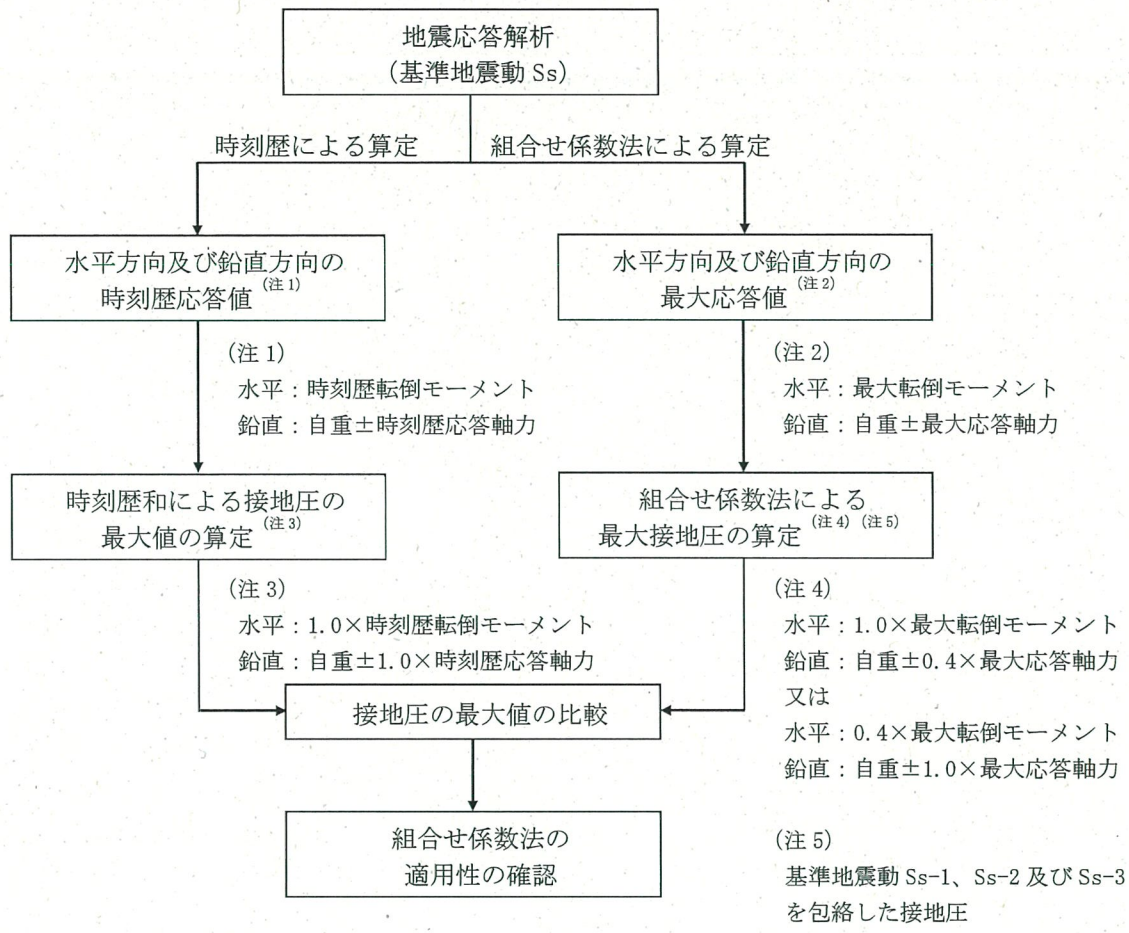 地震応答解析
(基準地震動 Ss)
時刻歴による算定
組合せ係数法による算定
水平方向及び鉛直方向の
時刻歴応答値(注1)
水平方向及び鉛直方向の
最大応答値(注2)
(注1)
水平：時刻歴転倒モーメント
鉛直：自重±時刻歴応答軸力
(注2)
水平：最大転倒モーメント
鉛直：自重±最大応答軸力
時刻歴和による接地圧の
最大値の算定(注3)
組合せ係数法による
最大接地圧の算定(注4)(注5)
(注3)
水平：1.0×時刻歴転倒モーメント
鉛直：自重±1.0×時刻歴応答軸力
(注4)
水平：1.0×最大転倒モーメント
鉛直：自重±0.4×最大応答軸力
又は
水平：0.4×最大転倒モーメント
鉛直：自重±1.0×最大応答軸力
接地圧の最大値の比較
組合せ係数法の
適用性の確認
(注5)
基準地震動 Ss-1、Ss-2 及び Ss-3
を包絡した接地圧